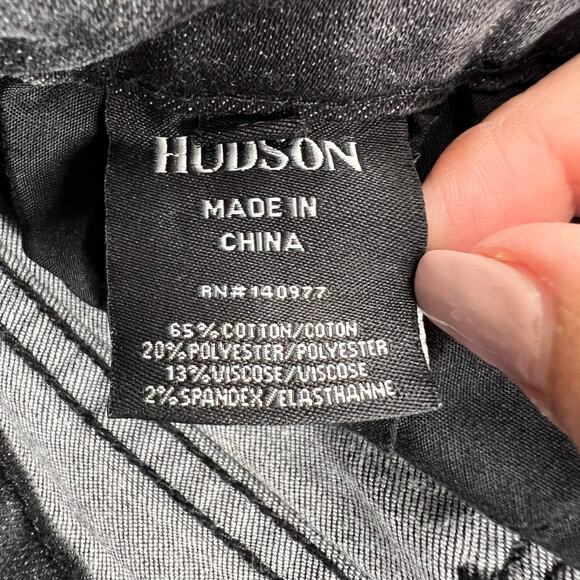 HUDSON
MADE IN
CHINA
RN#140977
65%COTTON/COTON
20%POLYESTER/POLYESTER
13%VISCOSE/VISCOSE
2%SPANDEX/ELASTHANNE